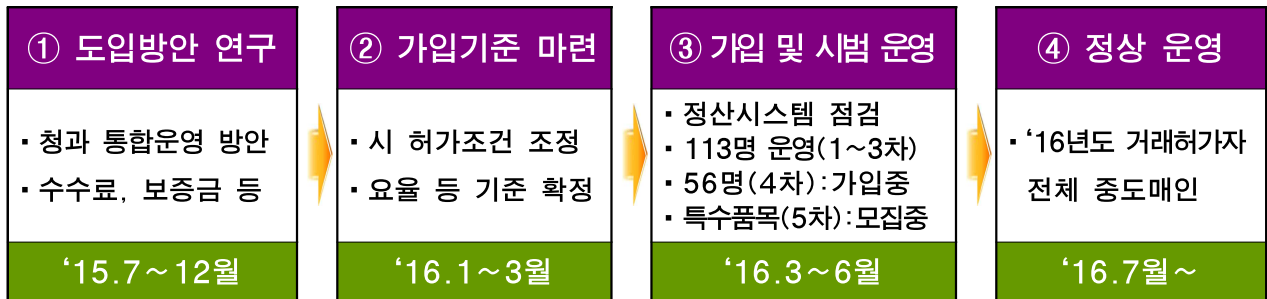 ① 도입방안 연구
▪ 청과 통합운영 방안
▪ 수수료, 보증금 등
‘15.7～12월
② 가입기준 마련
▪ 시 허가조건 조정
▪ 요율 등 기준 확정
‘16.1～3월
③ 가입 및 시범 운영
▪ 정산시스템 점검
▪ 113명 운영(1～3차)
▪ 56명(4차):가입중
▪ 특수품목(5차):모집중
‘16.3～6월
④ 정상 운영
▪ ‘16년도 거래허가자
전체 중도매인
‘16.7월～